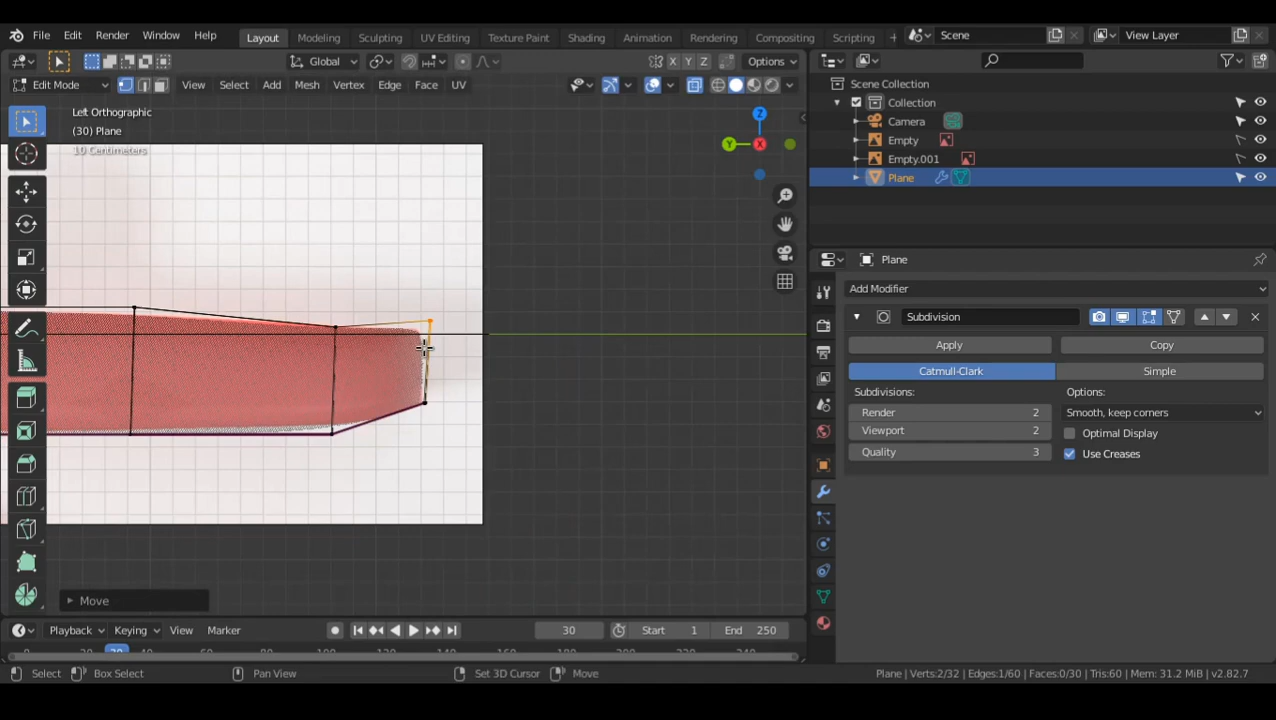 File Edit Render Window Help Layout Modeling Sculpting UV Editing Texture Paint Shading Animation Rendering Compositing Scripting + Scene View Layer
Global X Y Z Options
Edit Mode View Select Add Mesh Vertex Edge Face UV
Scene Collection
Collection
Camera
Empty
Empty.001
Plane
Left Orthographic
(30) Plane
10 Centimeters
Z
Y
X
Plane
Add Modifier
Subdivision
Apply Copy
Catmull-Clark Simple
Subdivisions: Options:
Render 2 Smooth, keep corners
Viewport 2 Optimal Display
Quality 3 Use Creases
Move
Playback Keying View Marker 30 Start 1 End 250
Select Box Select Pan View Set 3D Cursor Move Plane | Verts:2/32 | Edges:1/60 | Faces:0/30 | Tris:60 | Mem: 31.2 MiB | v2.82.7